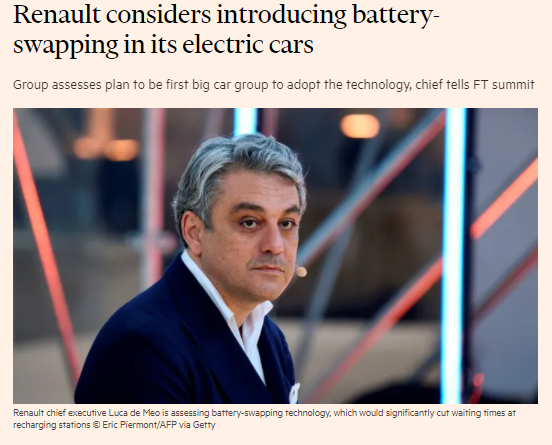 Renault considers introducing battery-
swapping in its electric cars
Group assesses plan to be first big car group to adopt the technology, chief tells FT summit
Renault chief executive Luca de Meo is assessing battery-swapping technology, which would significantly cut waiting times at
recharging stations © Eric Piermont/AFP via Getty